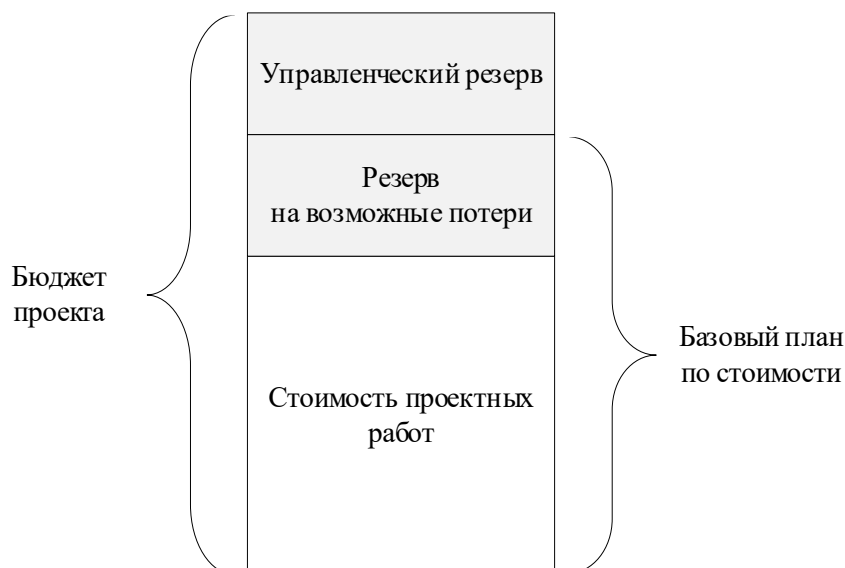 Управленческий резерв
Резерв
на возможные потери
Бюджет
проекта
Базовый план
по стоимости
Стоимость проектных
работ